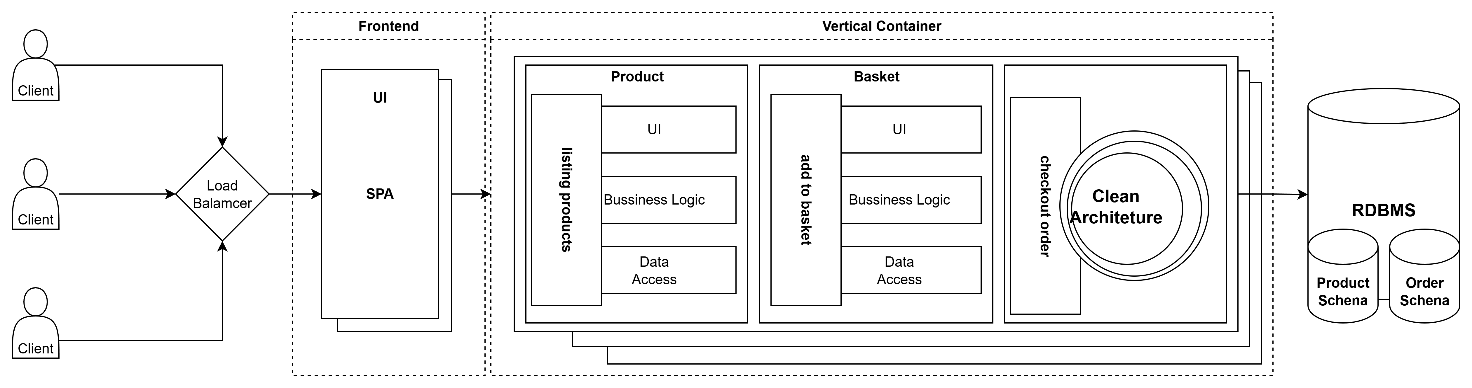 Frontend
Vertical Container
Client
Client
Client
Load
Balamcer
UI
SPA
Product
listing products
UI
Bussiness Logic
Data
Access
Basket
add to basket
UI
Bussiness Logic
Data
Access
checkout order
Clean
Architeture
RDBMS
Product
Schena
Order
Schena